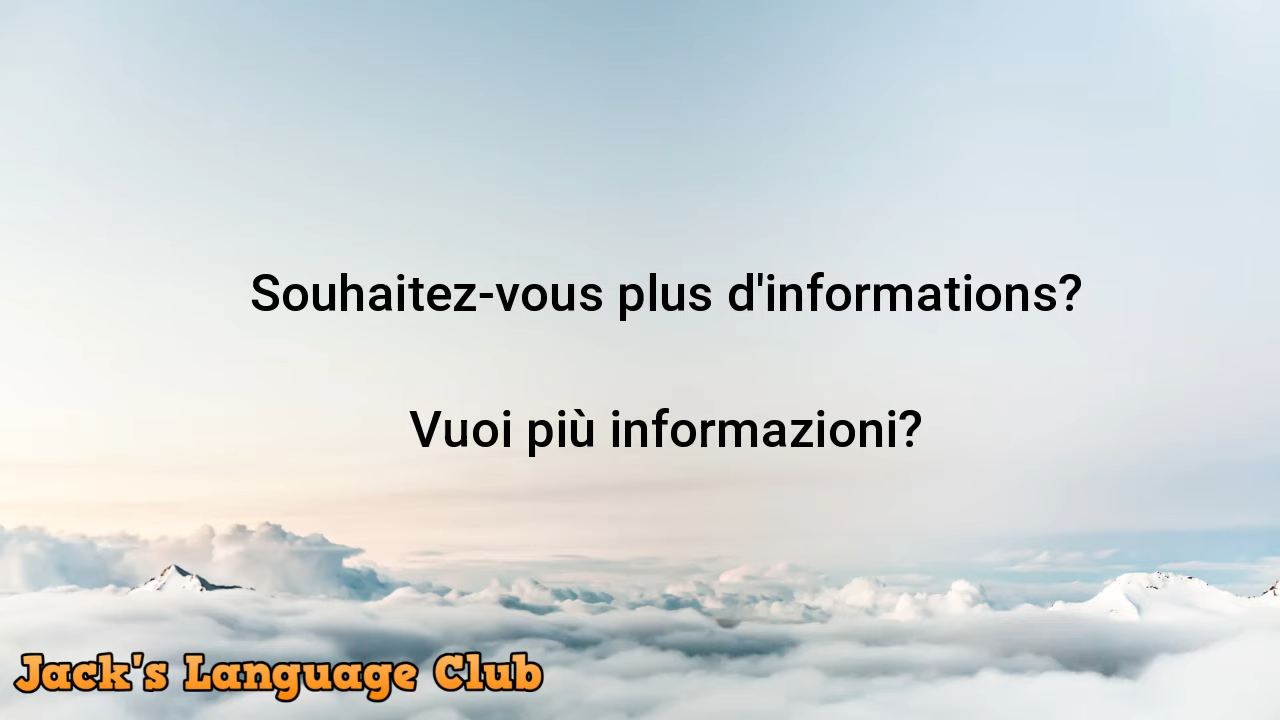 Souhaitez-vous plus d'informations?
Vuoi più informazioni?
Jack's Language Club